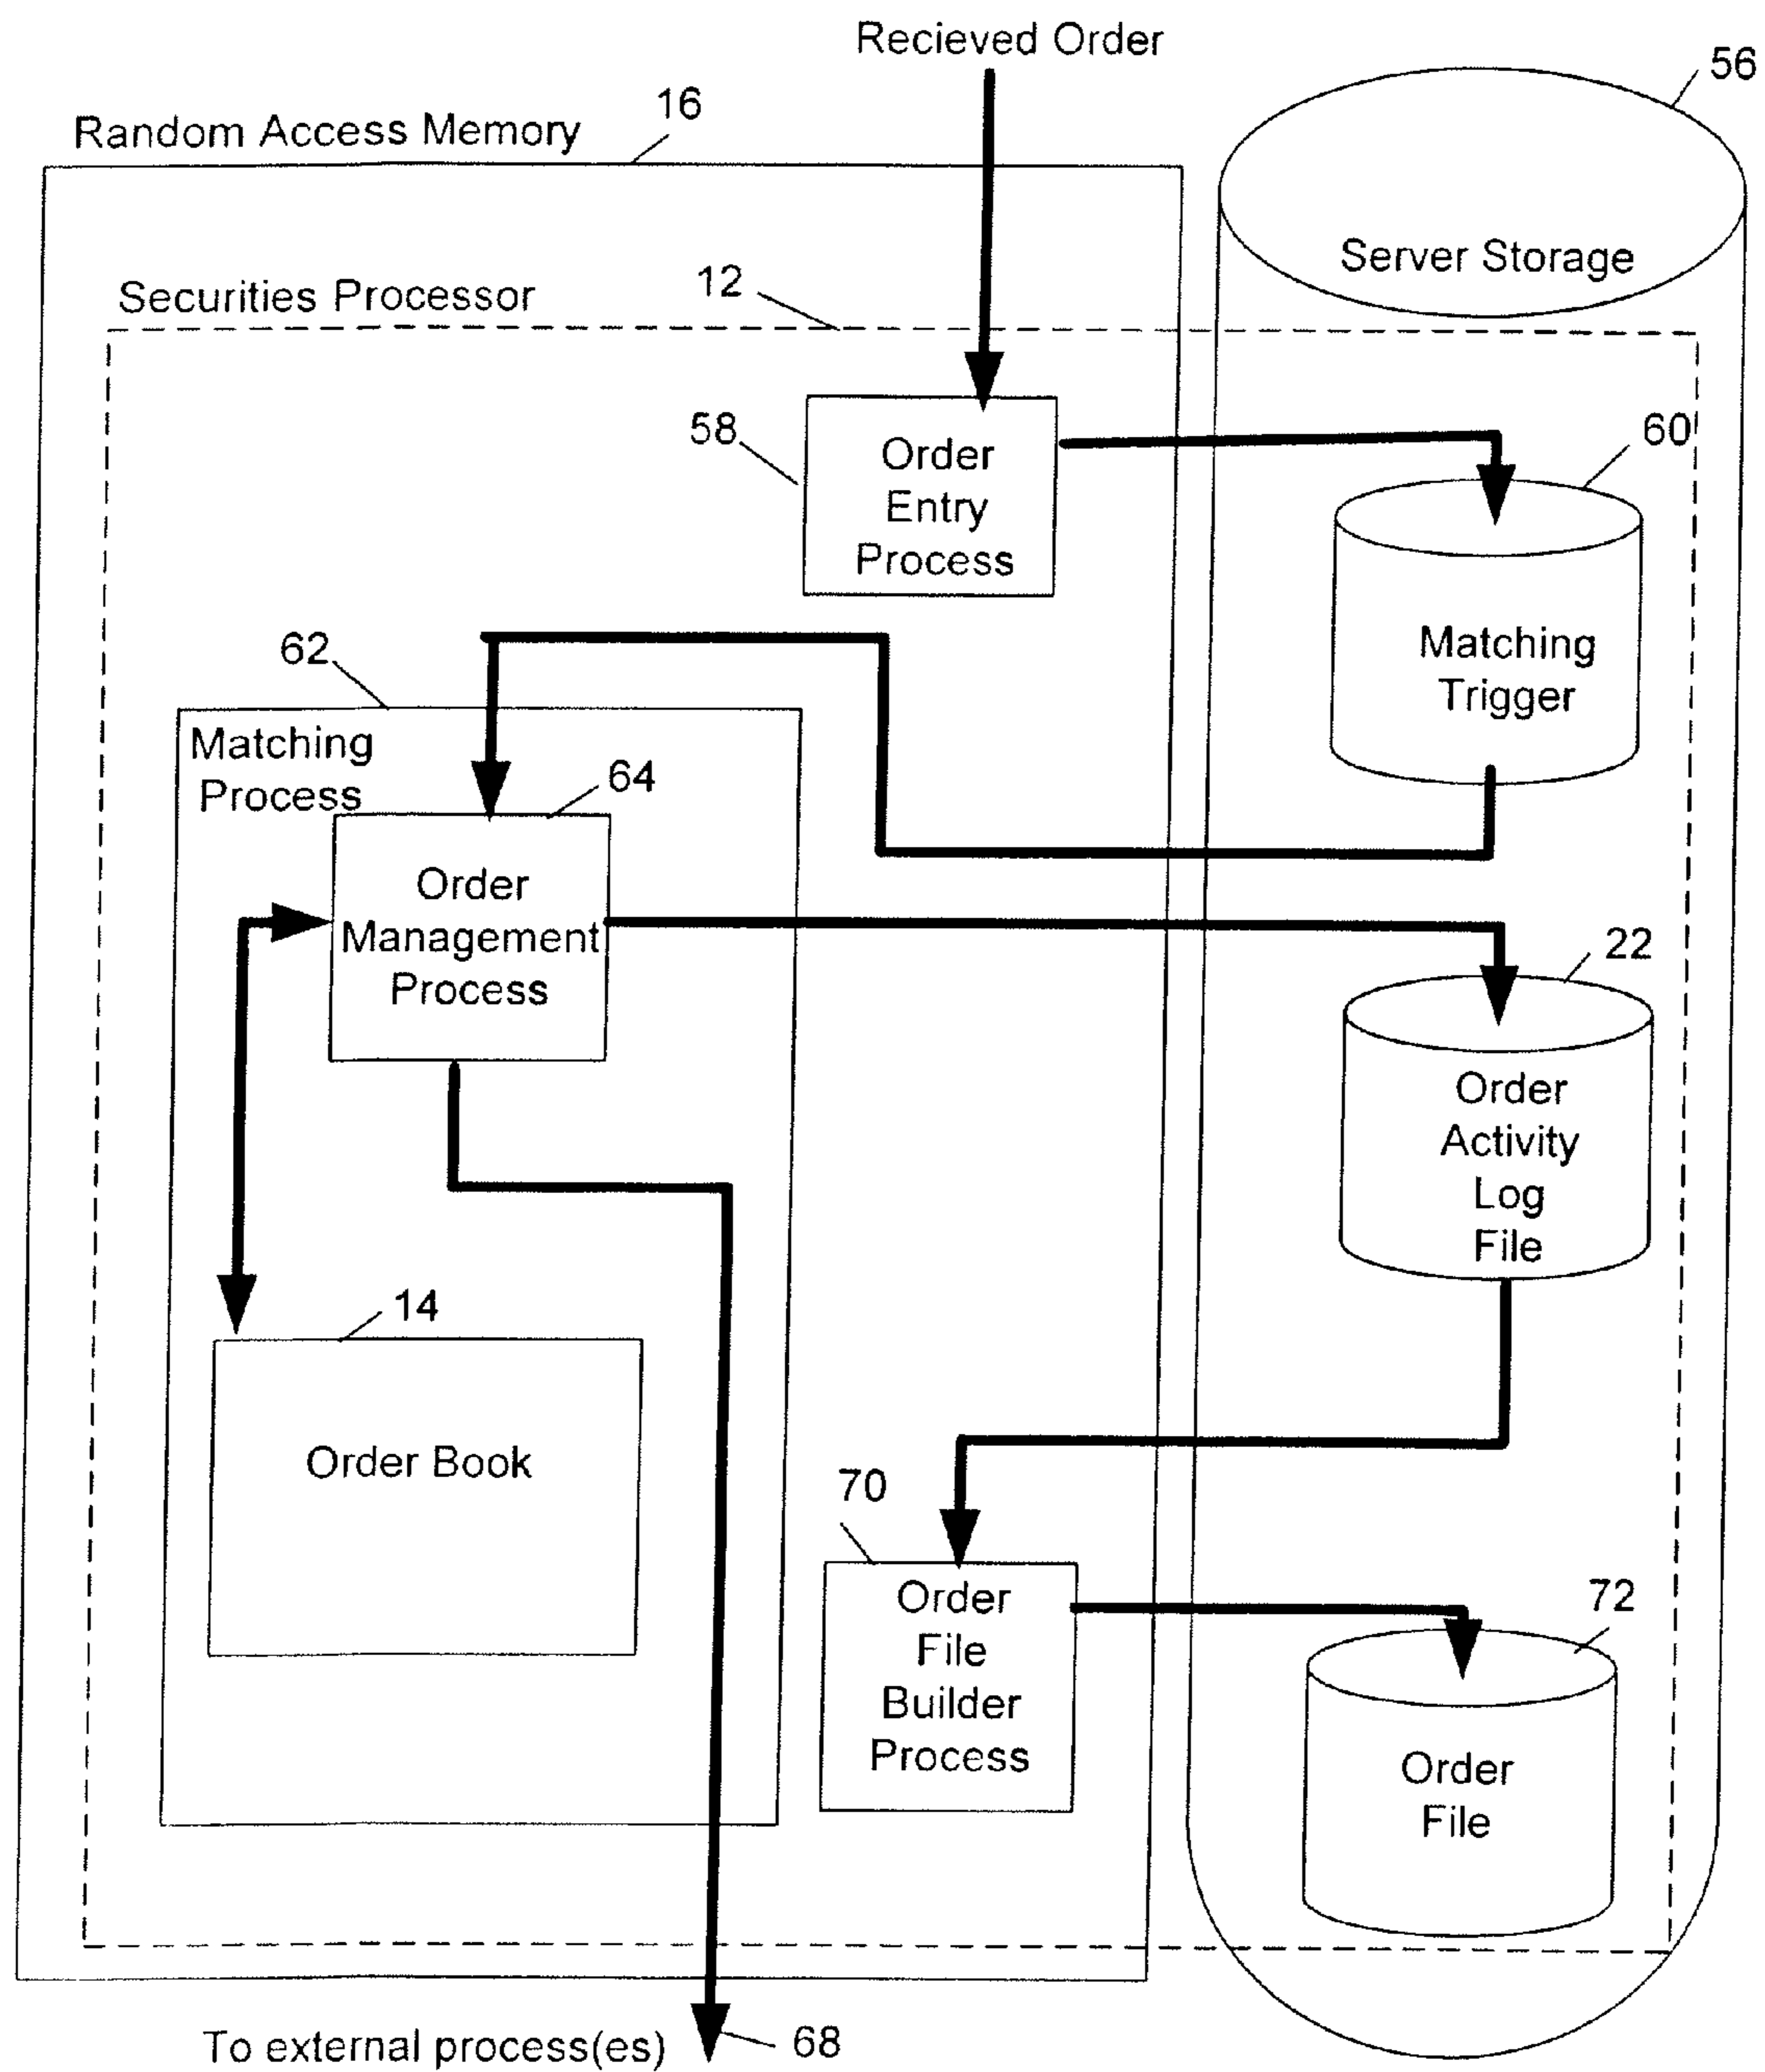 Recieved Order
56
16
Random Access Memory
Server Storage
12
Securities Processor
58
Order
Entry
Process
60
Matching
Trigger
62
Matching
Process
64
Order
Management
Process
22
Order
Activity
Log
File
14
Order Book
70
Order
File
Builder
Process
72
Order
File
To external process(es)
68